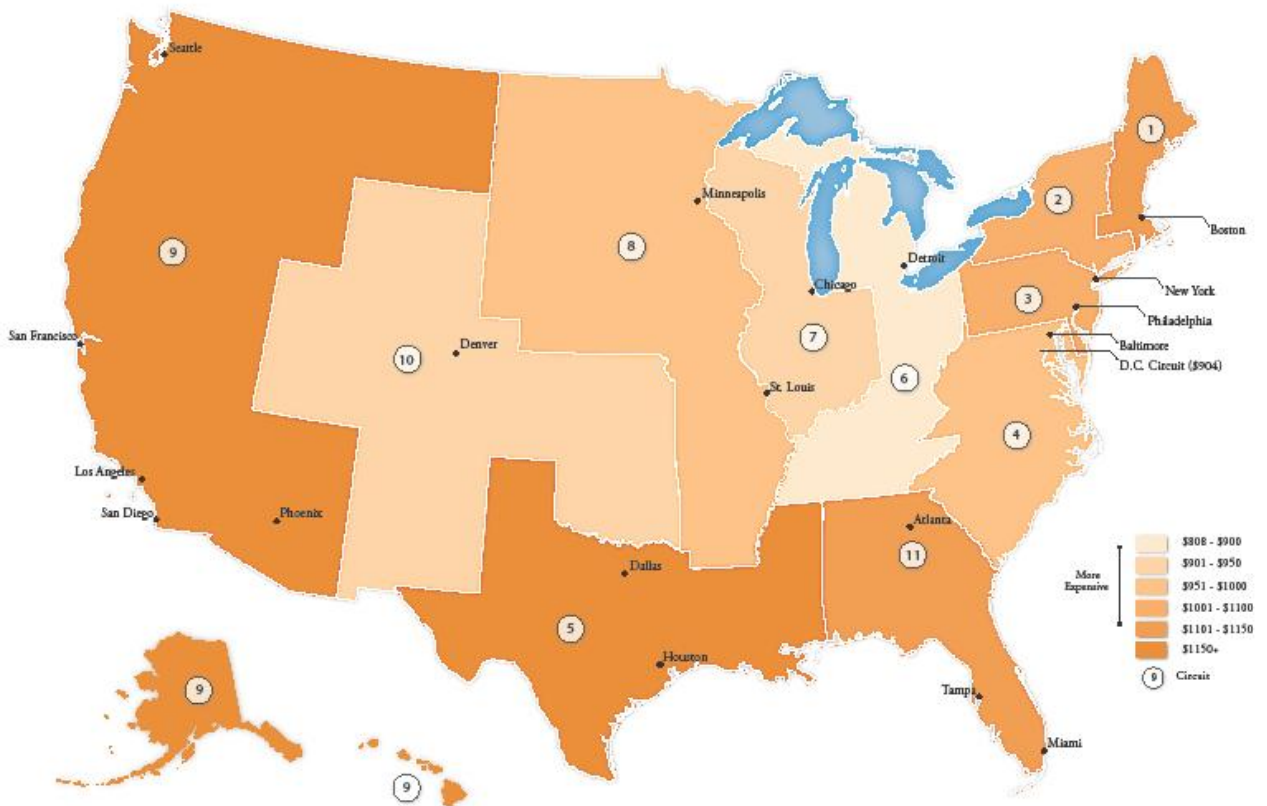 Seattle
1
Minneapolis
2
Boston
9
8
Detroit
Chicago
New York
3
Philadelphia
San Francisco
7
Baltimore
Denver
10
D.C. Circuit ($904)
6
St. Louis
4
Los Angeles
San Diego
Phoenix
Atlanta
11
$808 - $900
$901 - $950
More
Expensive
$951 - $1000
$1001 - $1100
$1101 - $1150
$1150+
9 Circuit
Dallas
5
Houston
9
Tampa
Miami
9